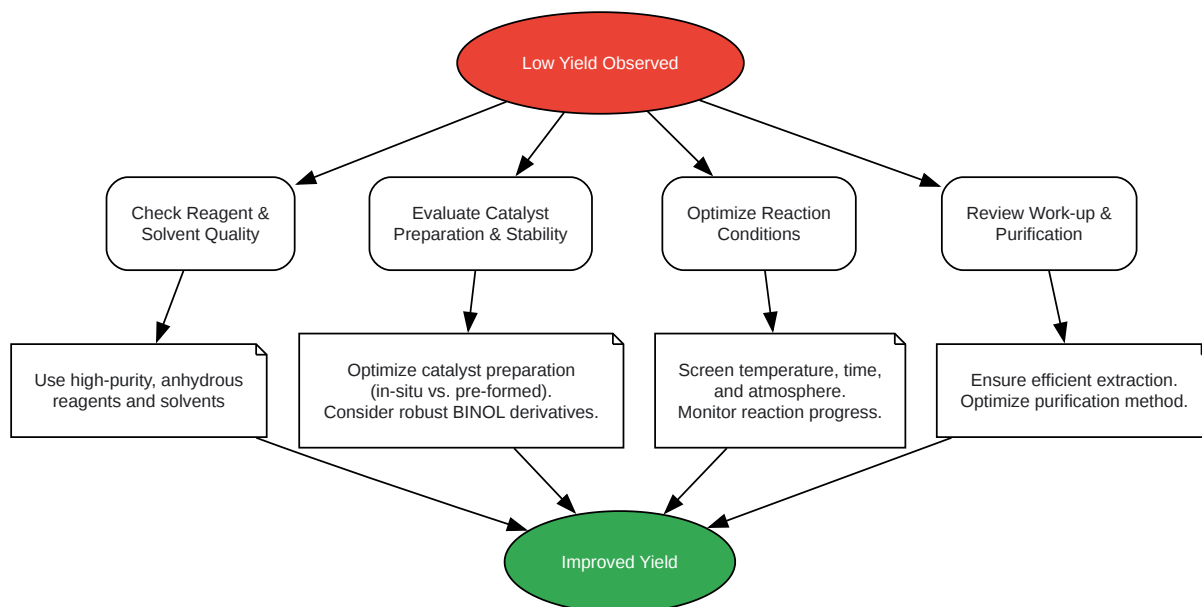 Low Yield Observed
Check Reagent &
Solvent Quality
Evaluate Catalyst
Preparation & Stability
Optimize Reaction
Conditions
Review Work-up &
Purification
Use high-purity, anhydrous
reagents and solvents
Optimize catalyst preparation
(in-situ vs. pre-formed).
Consider robust BINOL derivatives.
Screen temperature, time,
and atmosphere.
Monitor reaction progress.
Ensure efficient extraction.
Optimize purification method.
Improved Yield